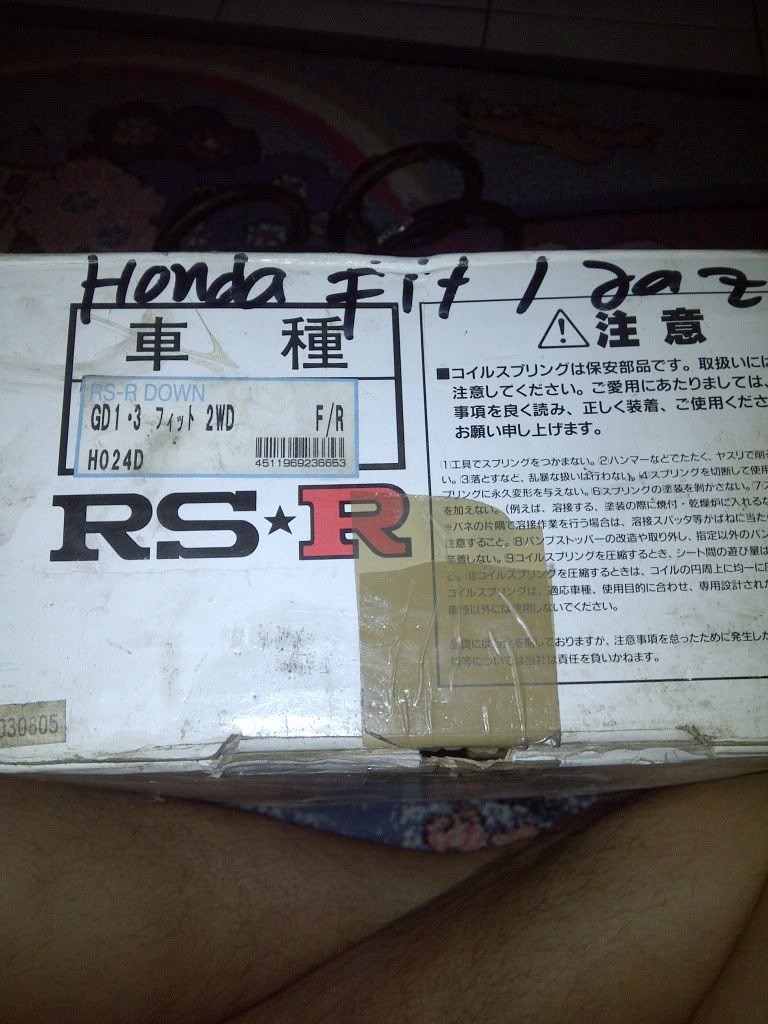 Honda Fit / Jazz
車種
RS-R DOWN
GD1・3 フィット 2WD F/R
H024D
4511969236653
RS★R
030805
注意
■コイルスプリングは保安部品です。取扱いには
注意してください。ご愛用にあたりましては、
事項を良く読み、正しく装着、ご使用くださ
お願い申し上げます。
①工具でスプリングをつかまない。②ハンマーなどでたたく、ヤスリで削る
い。③落とすなど、乱暴な扱いは行わない。④スプリングを切断して使用
プリングに永久変形を与えない。⑥スプリングの塗装を剥がさない。⑦ス
を加えない。(例えば、溶接する、塗装の際に焼付・乾燥炉に入れるな
※バネの片隅で溶接作業を行う場合は、溶接スパッタ等がばねに当た
注意すること。⑧バンプストッパーの改造や取り外し、指定以外のバン
装着しない。⑨コイルスプリングを圧縮するとき、シート間の遊び量は
⑩コイルスプリングを圧縮するときは、コイルの円周上に均一に圧
コイルスプリングは、適応車種、使用目的に合わせ、専用設計された
車種以外には使用しないでください。
品質には万全を期しておりますが、注意事項を怠ったために発生した
等については当社は責任を負いかねます。